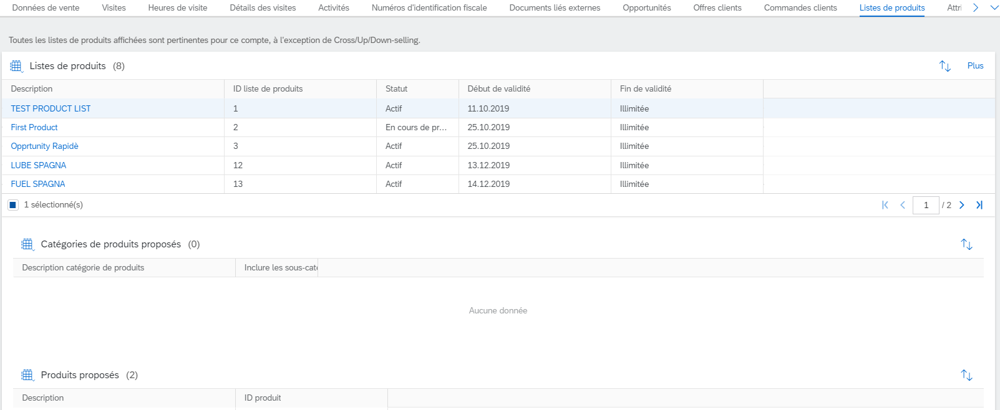 Données de vente Visites Heures de visite Détails des visites Activités Numéros d'identification fiscale Documents liés externes Opportunités Offres clients Commandes clients Listes de produits Attri
Toutes les listes de produits affichées sont pertinentes pour ce compte, à l'exception de Cross/Up/Down-selling.
Listes de produits (8) Plus
Description ID liste de produits Statut Début de validité Fin de validité
TEST PRODUCT LIST 1 Actif 11.10.2019 Illimitée
First Product 2 En cours de pr... 25.10.2019 Illimitée
Opprtunity Rapidè 3 Actif 25.10.2019 Illimitée
LUBE SPAGNA 12 Actif 13.12.2019 Illimitée
FUEL SPAGNA 13 Actif 14.12.2019 Illimitée
1 sélectionné(s) 1 / 2
Catégories de produits proposés (0)
Description catégorie de produits Inclure les sous-caté
Aucune donnée
Produits proposés (2)
Description ID produit